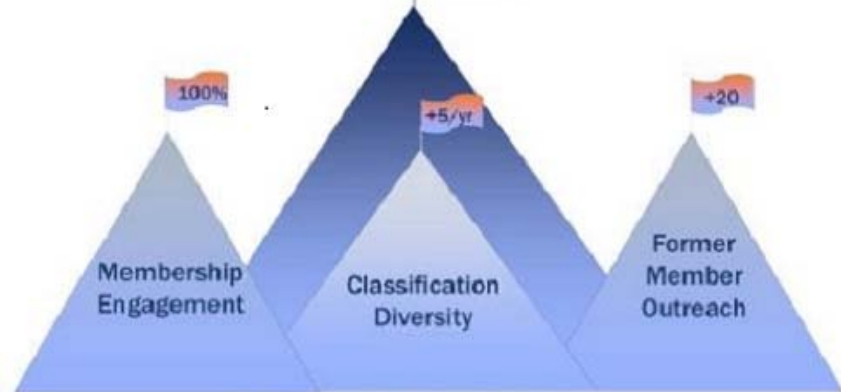 100%
+5/yr
+20
Membership
Engagement
Classification
Diversity
Former
Member
Outreach